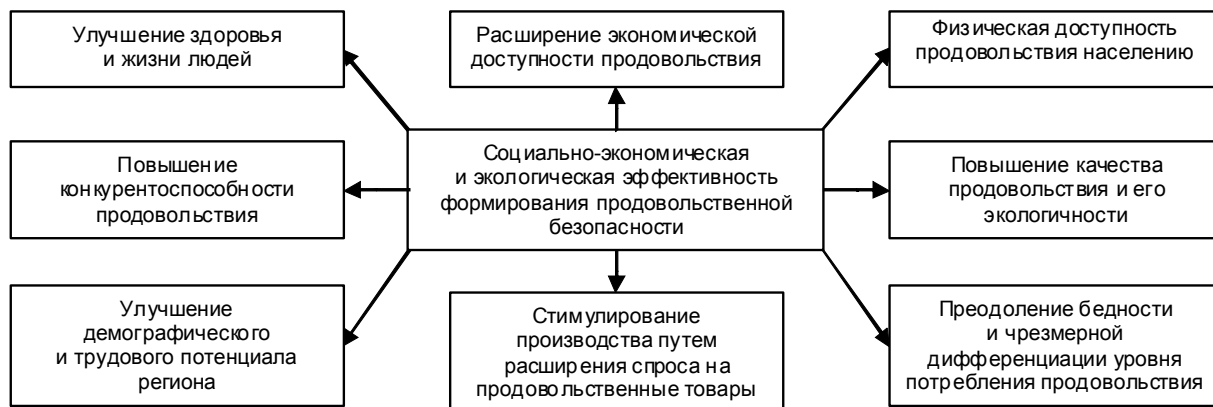 Улучшение здоровья
и жизни людей
Расширение экономической
доступности продовольствия
Физическая доступность
продовольствия населению
Повышение
конкурентоспособности
продовольствия
Социально-экономическая
и экологическая эффективность
формирования продовольственной
безопасности
Повышение качества
продовольствия и его
экологичности
Улучшение
демографического
и трудового потенциала
региона
Стимулирование
производства путем
расширения спроса на
продовольственные товары
Преодоление бедности
и чрезмерной
дифференциации уровня
потребления продовольствия